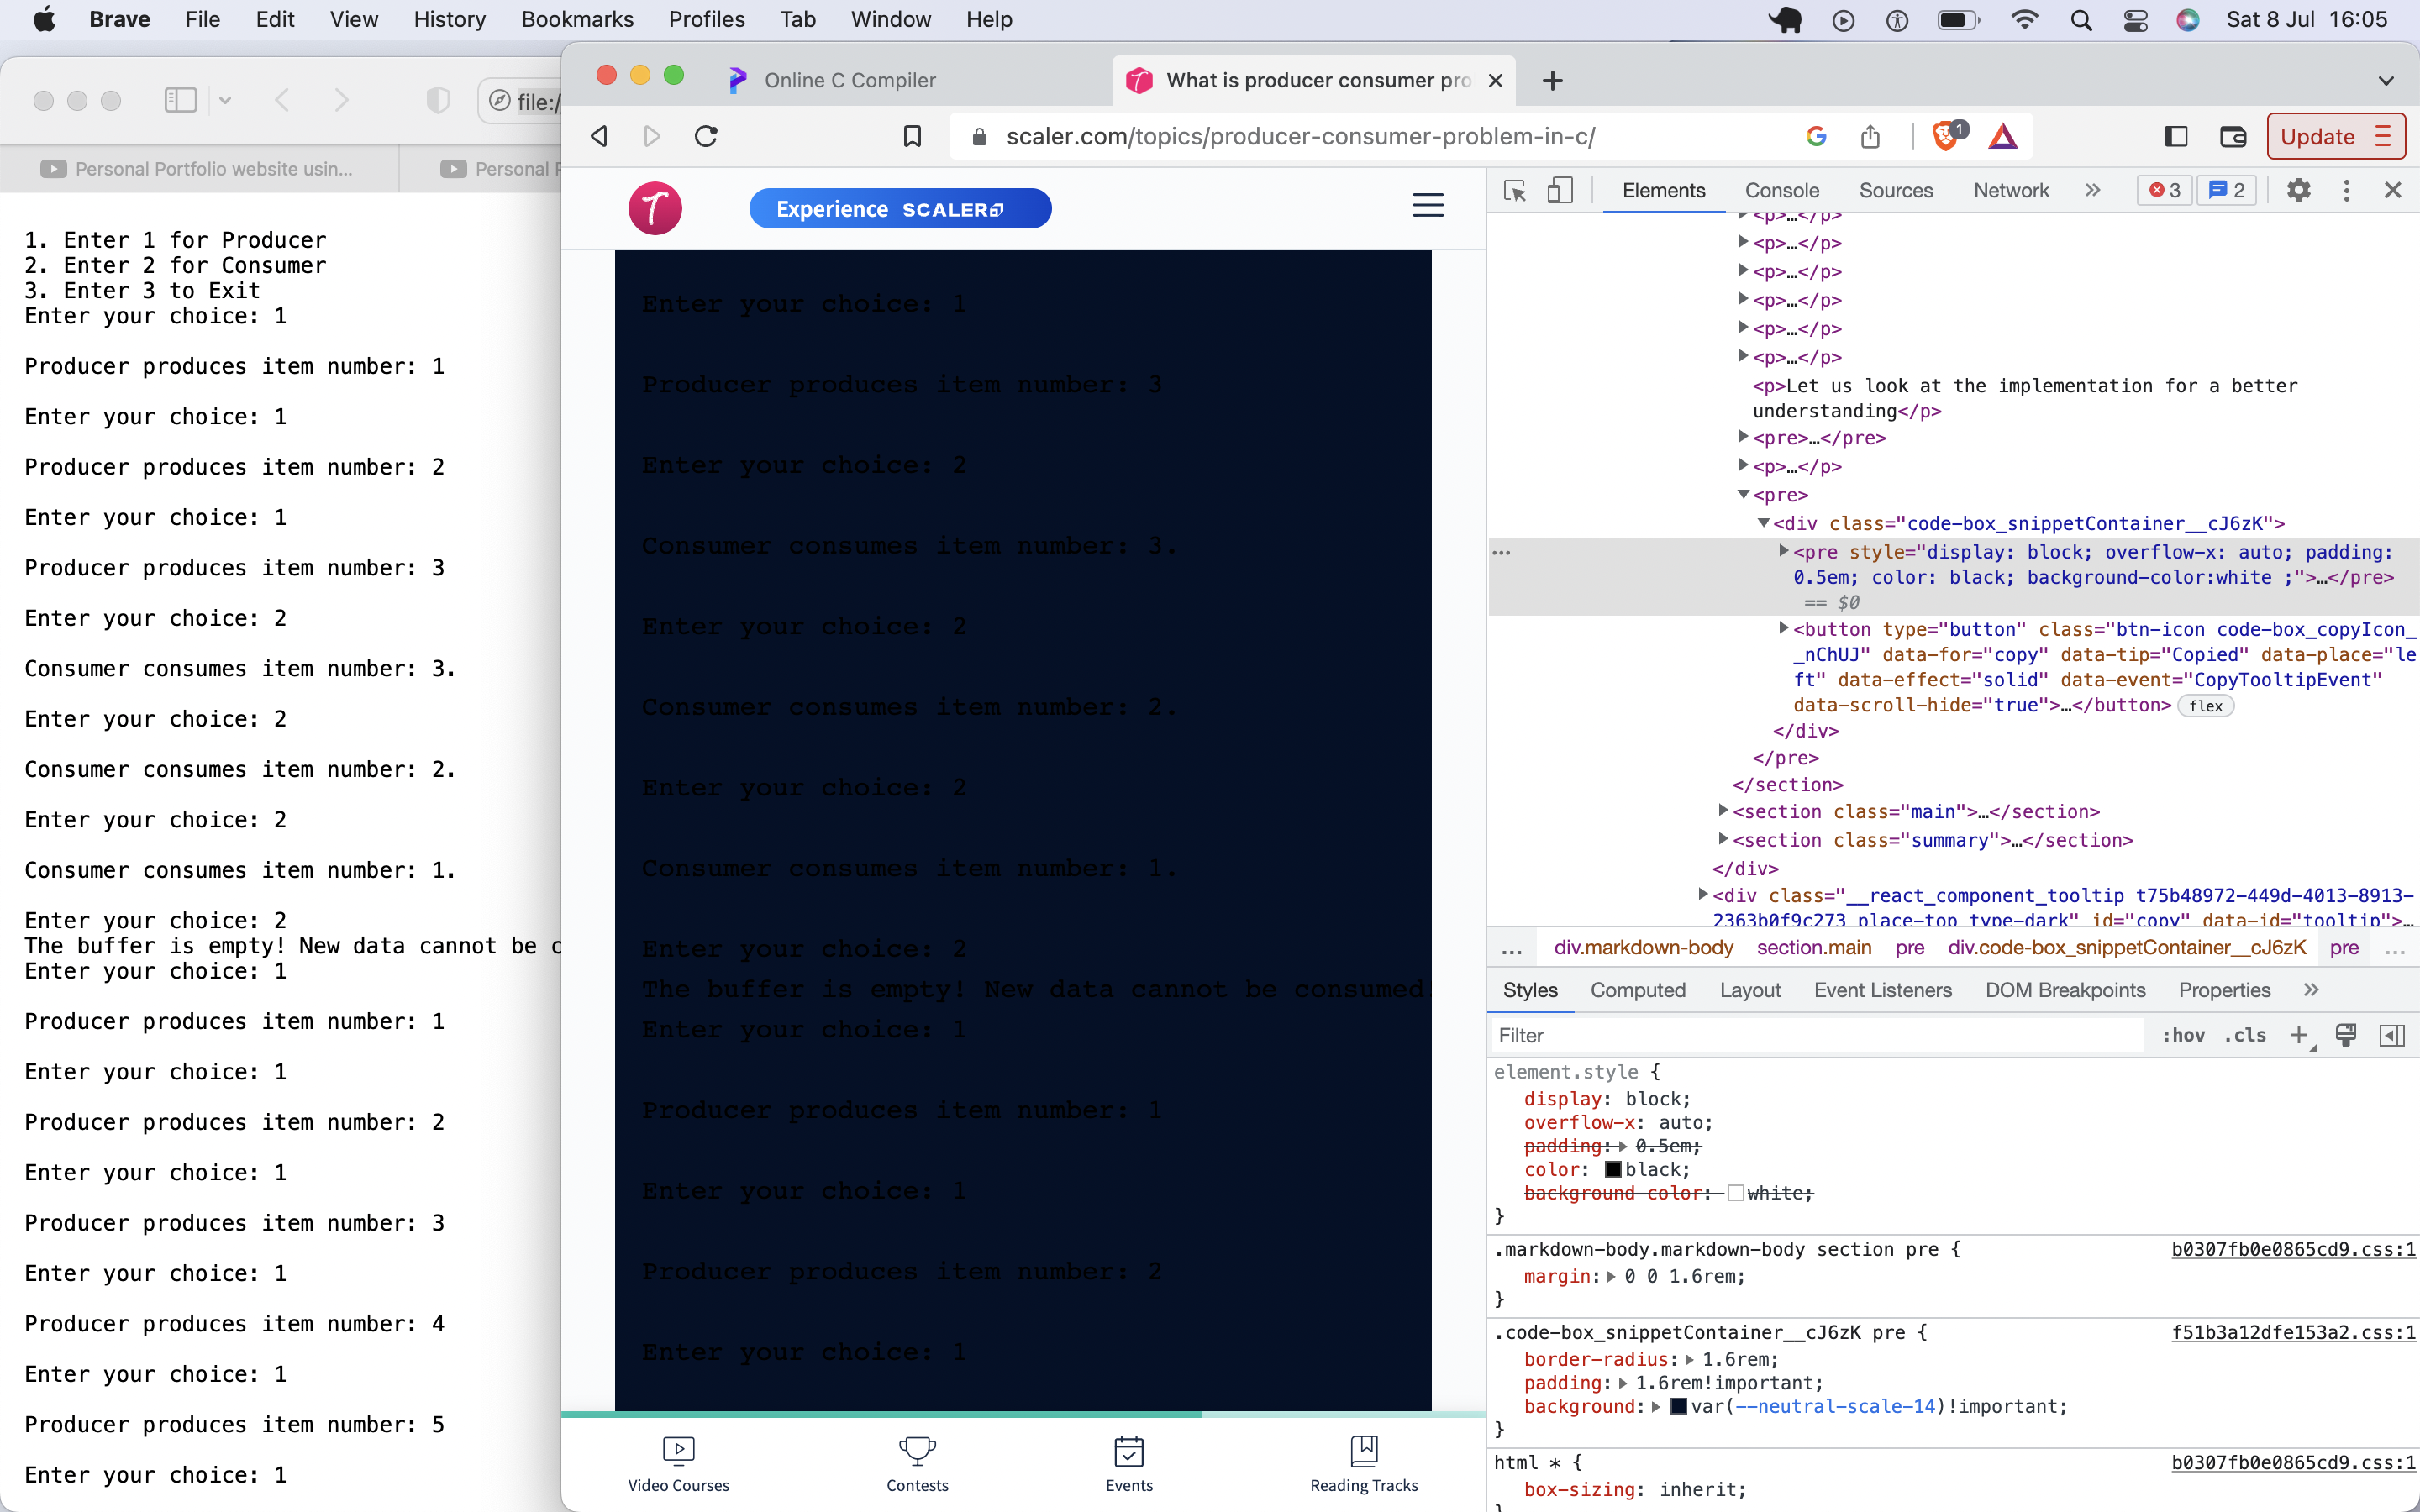 Brave File Edit View History Bookmarks Profiles Tab Window Help Sat 8 Jul 16:05
file:/
Personal Portfolio website usin...
Personal
1. Enter 1 for Producer
2. Enter 2 for Consumer
3. Enter 3 to Exit
Enter your choice: 1
Producer produces item number: 1
Enter your choice: 1
Producer produces item number: 2
Enter your choice: 1
Producer produces item number: 3
Enter your choice: 2
Consumer consumes item number: 3.
Enter your choice: 2
Consumer consumes item number: 2.
Enter your choice: 2
Consumer consumes item number: 1.
Enter your choice: 2
The buffer is empty! New data cannot be c
Enter your choice: 1
Producer produces item number: 1
Enter your choice: 1
Producer produces item number: 2
Enter your choice: 1
Producer produces item number: 3
Enter your choice: 1
Producer produces item number: 4
Enter your choice: 1
Producer produces item number: 5
Enter your choice: 1
Online C Compiler
What is producer consumer pro
scaler.com/topics/producer-consumer-problem-in-c/
1
Update
Experience SCALER
Enter your choice: 1
Producer produces item number: 3
Enter your choice: 2
Consumer consumes item number: 3.
Enter your choice: 2
Consumer consumes item number: 2.
Enter your choice: 2
Consumer consumes item number: 1.
Enter your choice: 2
The buffer is empty! New data cannot be consumed
Enter your choice: 1
Producer produces item number: 1
Enter your choice: 1
Producer produces item number: 2
Enter your choice: 1
Video Courses
Contests
Events
Reading Tracks
Elements Console Sources Network » 3 2
<p>…</p>
<p>…</p>
<p>…</p>
<p>…</p>
<p>…</p>
<p>…</p>
<p>Let us look at the implementation for a better
understanding</p>
<pre>…</pre>
<p>…</p>
<pre>
<div class="code-box_snippetContainer__cJ6zK">
<pre style="display: block; overflow-x: auto; padding:
0.5em; color: black; background-color:white ;">…</pre>
== $0
<button type="button" class="btn-icon code-box_copyIcon_
_nChUJ" data-for="copy" data-tip="Copied" data-place="le
ft" data-effect="solid" data-event="CopyTooltipEvent"
data-scroll-hide="true">…</button> flex
</div>
</pre>
</section>
<section class="main">…</section>
<section class="summary">…</section>
</div>
<div class="__react_component_tooltip t75b48972-449d-4013-8913-
2363b0f9c273 place-top type-dark" id="copy" data-id="tooltip">…
... div.markdown-body section.main pre div.code-box_snippetContainer__cJ6zK pre ...
Styles Computed Layout Event Listeners DOM Breakpoints Properties »
Filter :hov .cls +
element.style {
display: block;
overflow-x: auto;
padding: 0.5em;
color: black;
background-color: white;
}
.markdown-body.markdown-body section pre { b0307fb0e0865cd9.css:1
margin: 0 0 1.6rem;
}
.code-box_snippetContainer__cJ6zK pre { f51b3a12dfe153a2.css:1
border-radius: 1.6rem;
padding: 1.6rem!important;
background: var(--neutral-scale-14)!important;
}
html * { b0307fb0e0865cd9.css:1
box-sizing: inherit;
}